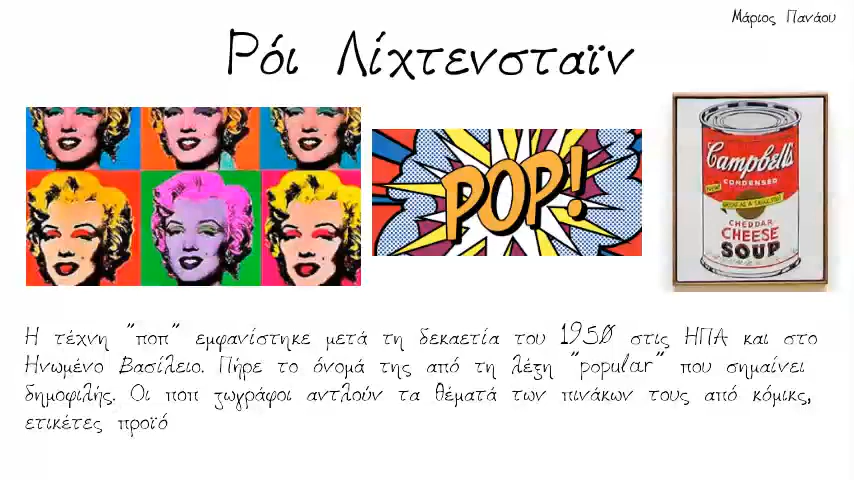 Μάριος Πανάου
Ρόι Λίχτενσταϊν
POP!
Campbell's
CONDENSED
CHEDDAR
CHEESE
SOUP
Η τέχνη "ποπ" εμφανίστηκε μετά τη δεκαετία του 1950 στις ΗΠΑ και στο
Ηνωμένο Βασίλειο. Πήρε το όνομά της από τη λέξη "popular" που σημαίνει
δημοφιλής. Οι ποπ ζωγράφοι αντλούν τα θέματά των πινάκων τους από κόμικς,
ετικέτες προϊό